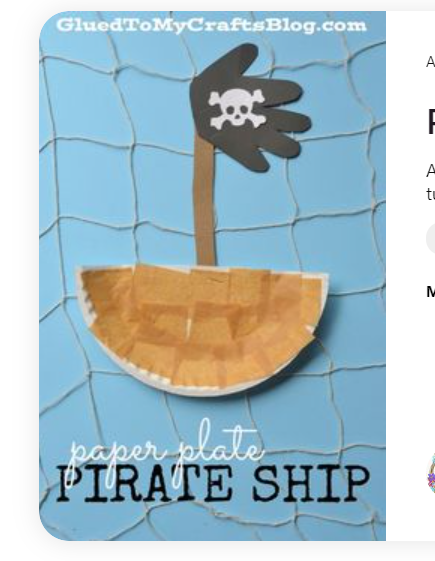 GluedToMyCraftsBlog.com
paper plate
PIRATE SHIP